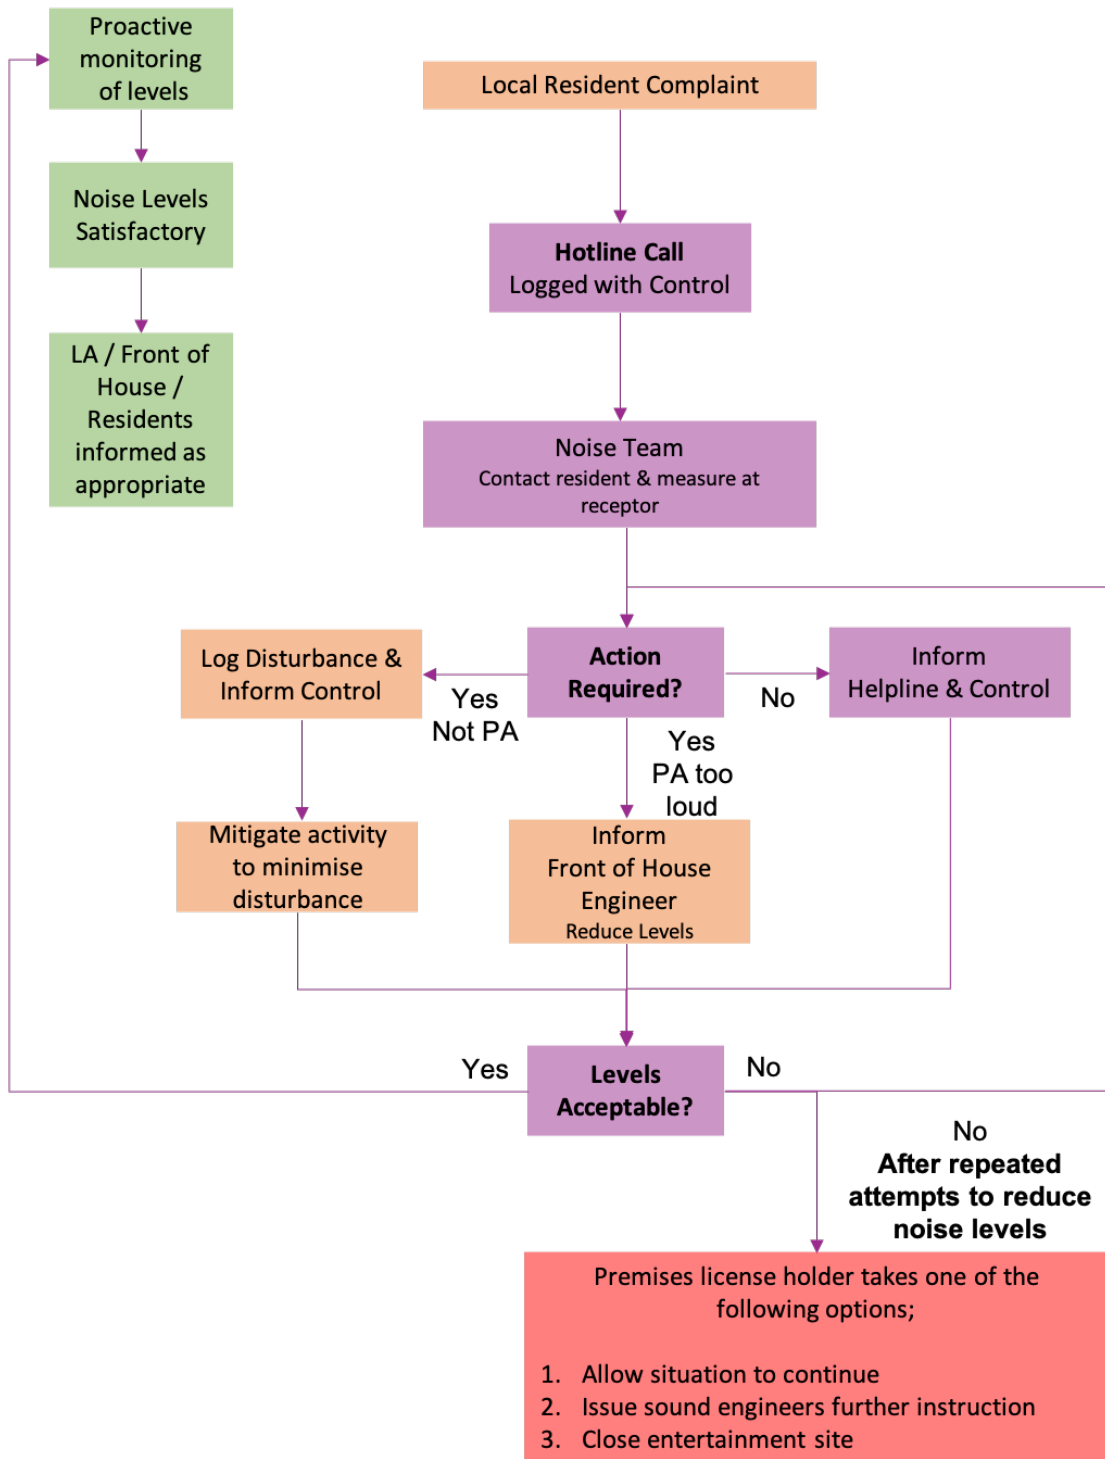 Proactive
monitoring
of levels
Local Resident Complaint
Noise Levels
Satisfactory
Hotline Call
Logged with Control
LA / Front of
House /
Residents
informed as
appropriate
Noise Team
Contact resident & measure at
receptor
Log Disturbance &
Inform Control
Yes
Not PA
Action
Required?
No
Inform
Helpline & Control
Yes
PA too
loud
Mitigate activity
to minimise
disturbance
Inform
Front of House
Engineer
Reduce Levels
Yes
Levels
Acceptable?
No
No
After repeated
attempts to reduce
noise levels
Premises license holder takes one of the
following options;
1. Allow situation to continue
2. Issue sound engineers further instruction
3. Close entertainment site